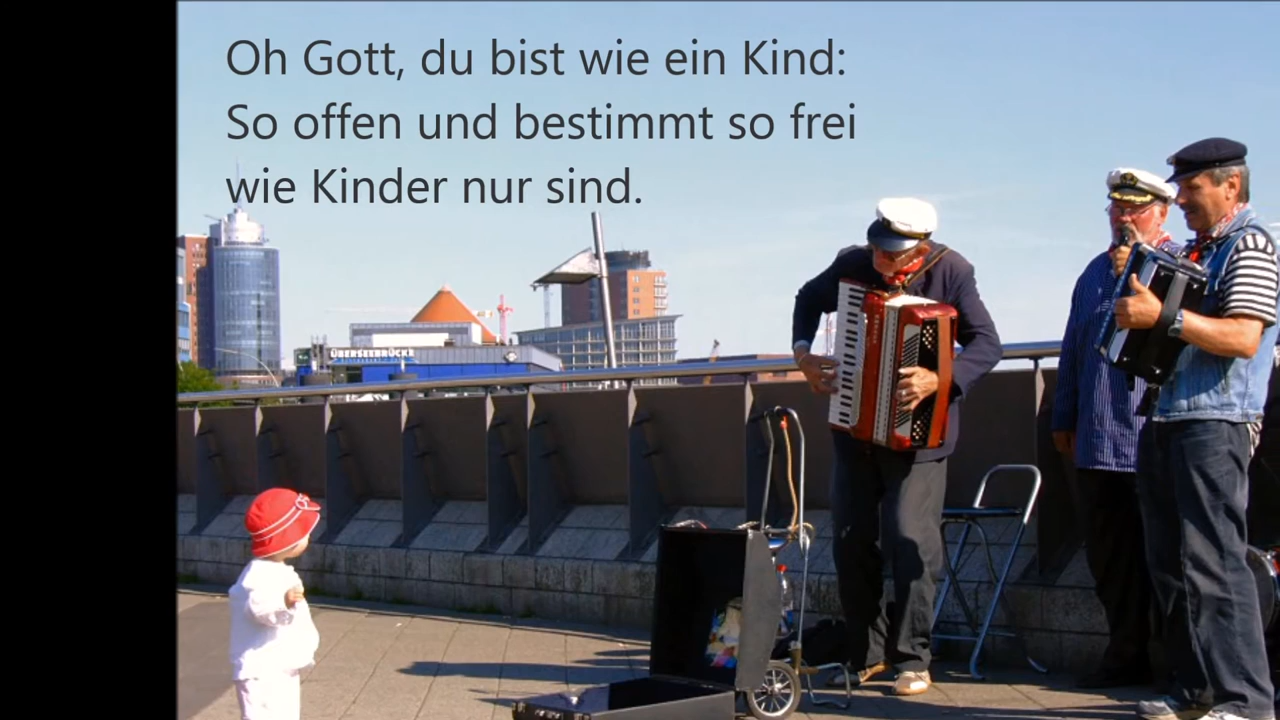 Oh Gott, du bist wie ein Kind:
So offen und bestimmt so frei
wie Kinder nur sind.
ÜBERSEEBRÜCKE